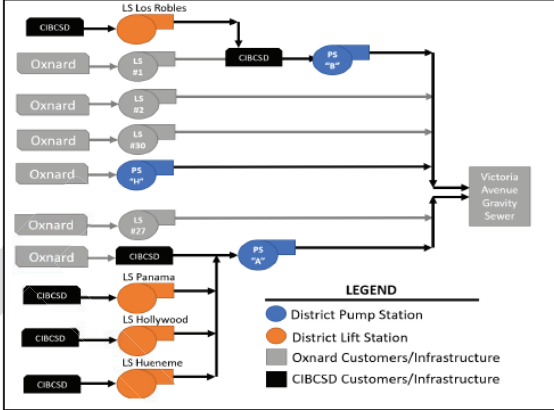 LS Los Robles
CIBCSD
Oxnard
LS
#1
CIBCSD
PS
"B"
Oxnard
LS
#2
Oxnard
LS
#30
Oxnard
PS
"H"
Victoria
Avenue
Gravity
Sewer
Oxnard
LS
#27
Oxnard
CIBCSD
PS
"A"
LS Panama
CIBCSD
LS Hollywood
CIBCSD
LS Hueneme
CIBCSD
LEGEND
District Pump Station
District Lift Station
Oxnard Customers/Infrastructure
CIBCSD Customers/Infrastructure